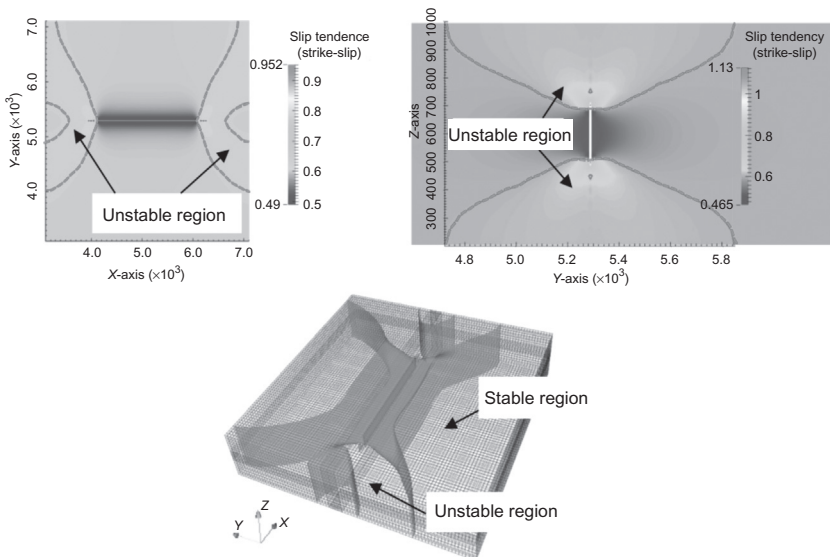 7.0
6.0
5.0
4.0
Y-axis (×10³)
4.0 5.0 6.0 7.0
X-axis (×10³)
Unstable region
Slip tendence
(strike-slip)
0.952
0.9
0.8
0.7
0.6
0.5
0.49
1000
900
800
700
600
500
400
300
Z-axis
4.8 5.0 5.2 5.4 5.6 5.8
Y-axis (×10³)
Unstable region
Slip tendency
(strike-slip)
1.13
1
0.8
0.6
0.465
Stable region
Unstable region
Z
Y
X